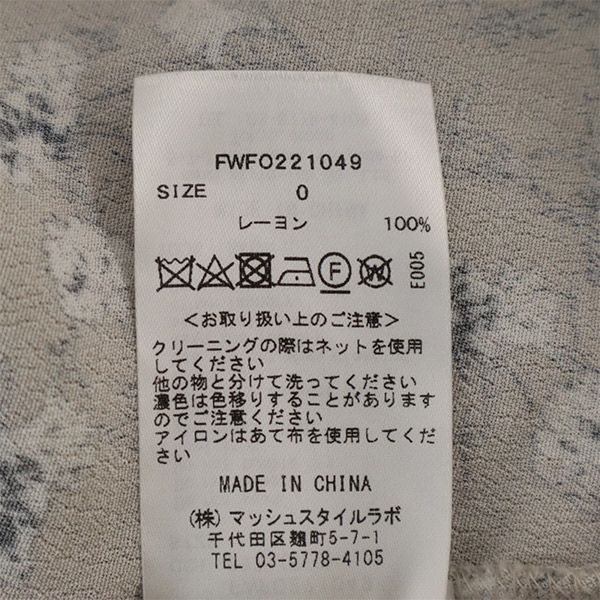 FWFO221049
SIZE 0
レーヨン 100%
F W
E005
<お取り扱い上のご注意>
クリーニングの際はネットを使用
してください
他の物と分けて洗ってください
濃色は色移りすることがあります
のでご注意ください
アイロンはあて布を使用してくだ
さい
MADE IN CHINA
(株) マッシュスタイルラボ
千代田区麹町5-7-1
TEL 03-5778-4105